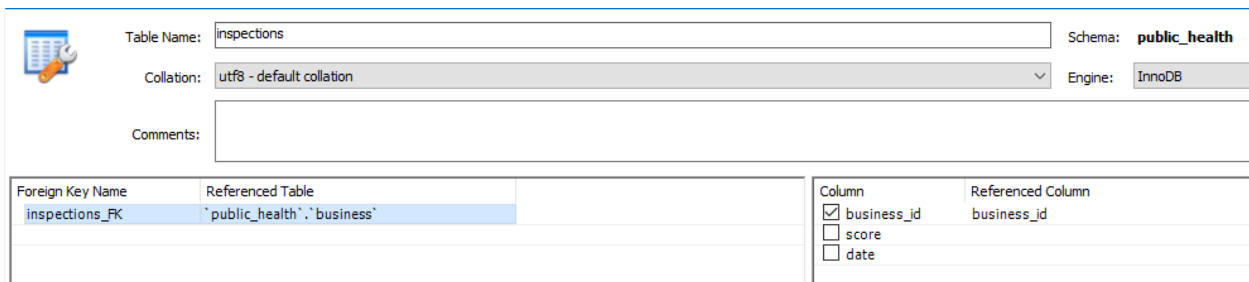 Table Name: inspections Schema: public_health
Collation: utf8 - default collation Engine: InnoDB
Comments:
Foreign Key Name Referenced Table Column Referenced Column
inspections_FK `public_health`.`business` business_id business_id
score
date